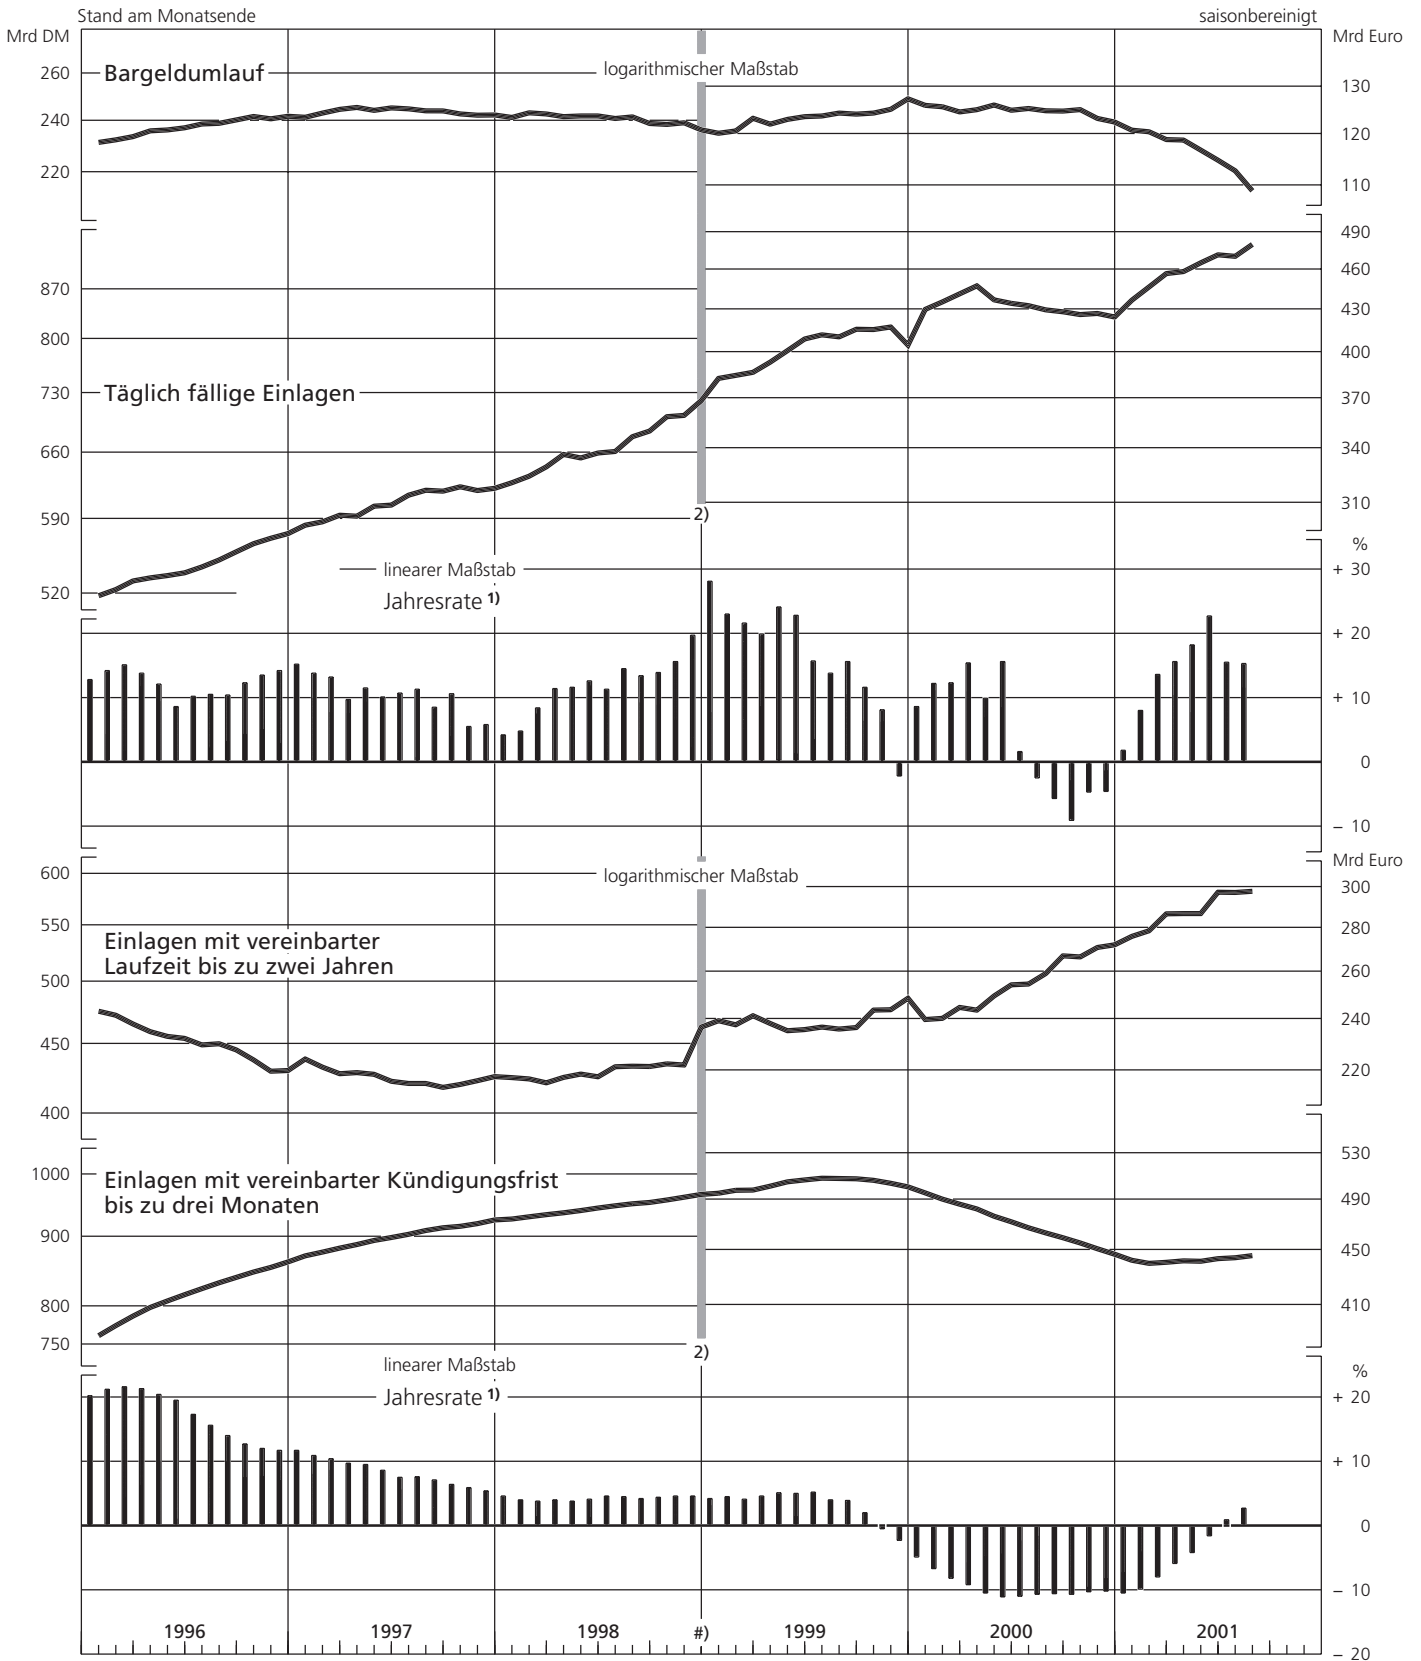 Stand am Monatsende saisonbereinigt
Mrd DM Mrd Euro
260 Bargeldumlauf logarithmischer Maßstab
130
240
120
220
110
490
460
870
430
800
400
730 Täglich fällige Einlagen 370
660 340
310
590 2)
%
linearer Maßstab + 30
520
Jahresrate 1)
+ 20
+ 10
0
– 10
Mrd Euro
600 logarithmischer Maßstab
300
550 280
Einlagen mit vereinbarter
Laufzeit bis zu zwei Jahren
260
500
240
450
220
400
530
1000 Einlagen mit vereinbarter Kündigungsfrist
bis zu drei Monaten
490
900
450
800 410
750
2)
linearer Maßstab
%
Jahresrate 1) + 20
+ 10
0
– 10
1996 1997 1998 #) 1999 2000 2001
– 20